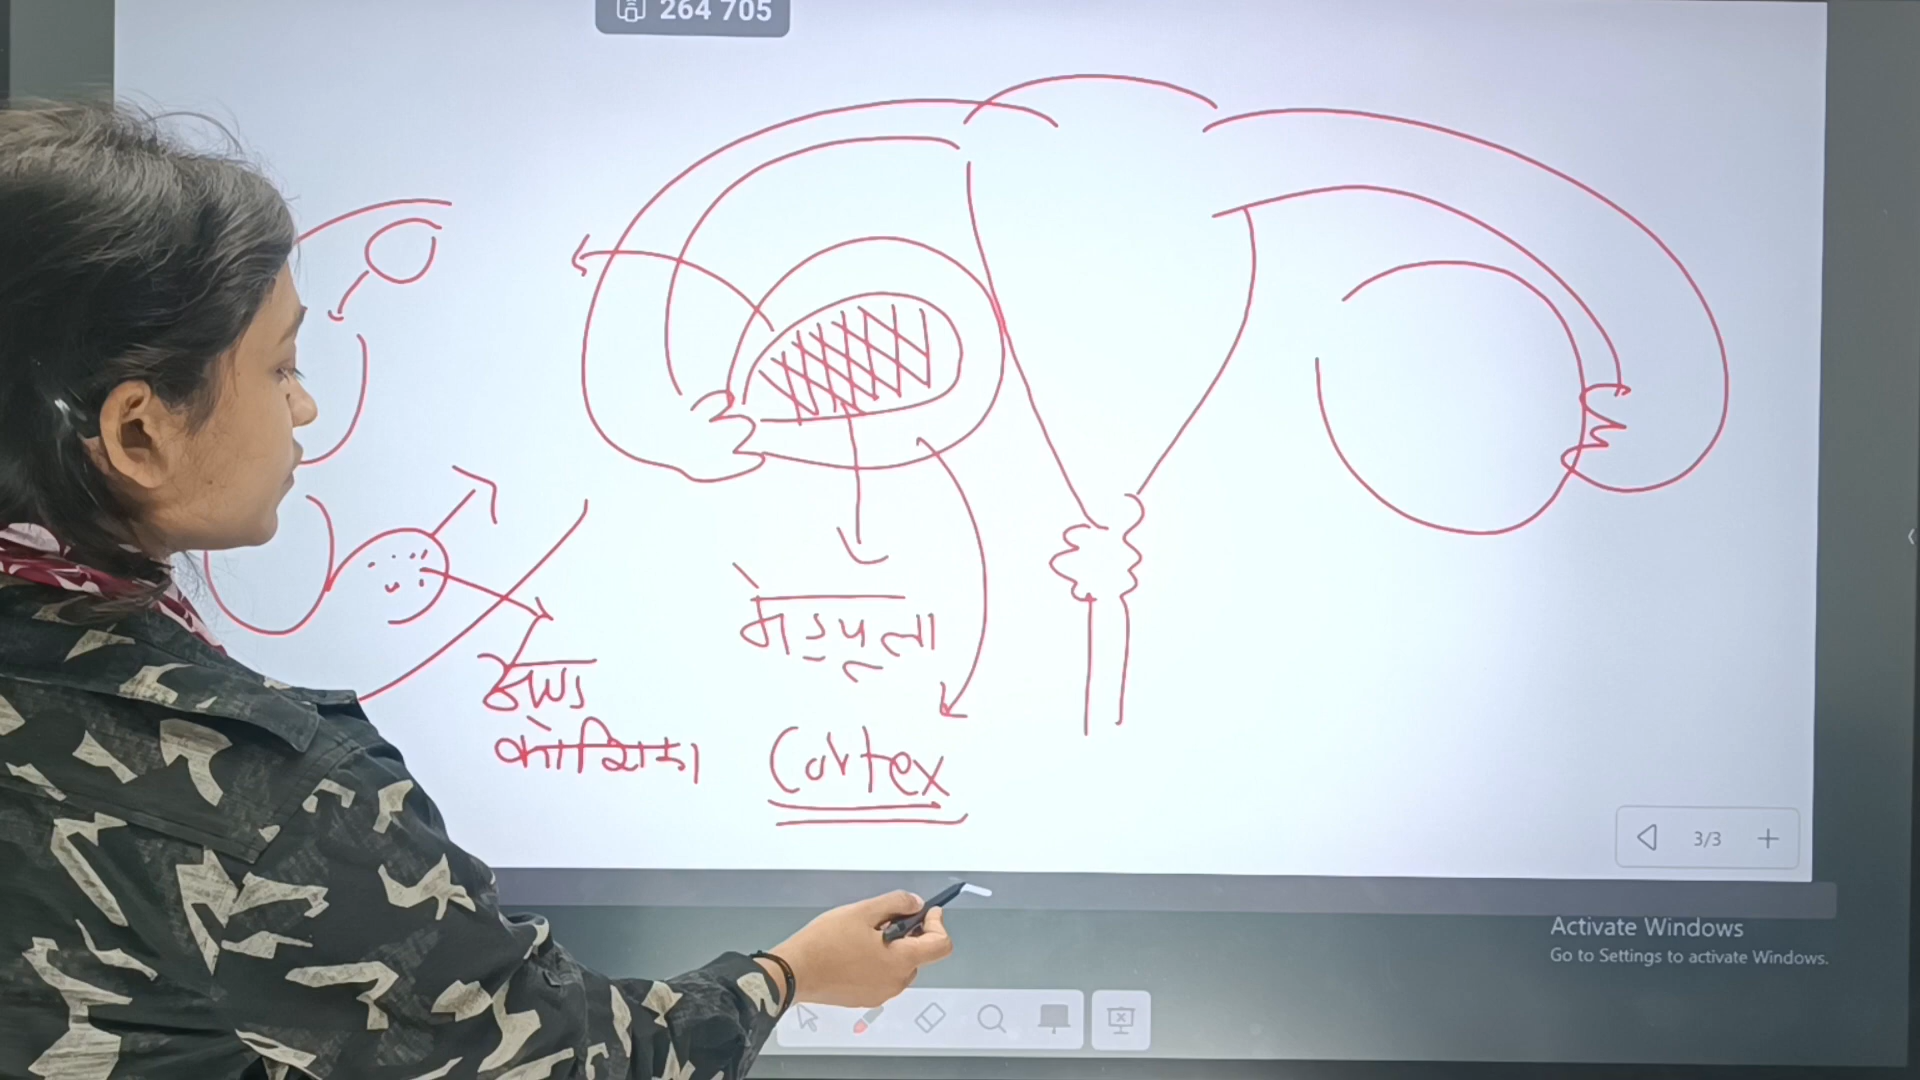 264 705
मेड्यूला
अण्ड
कोशिका
Cortex
3/3
Activate Windows
Go to Settings to activate Windows.